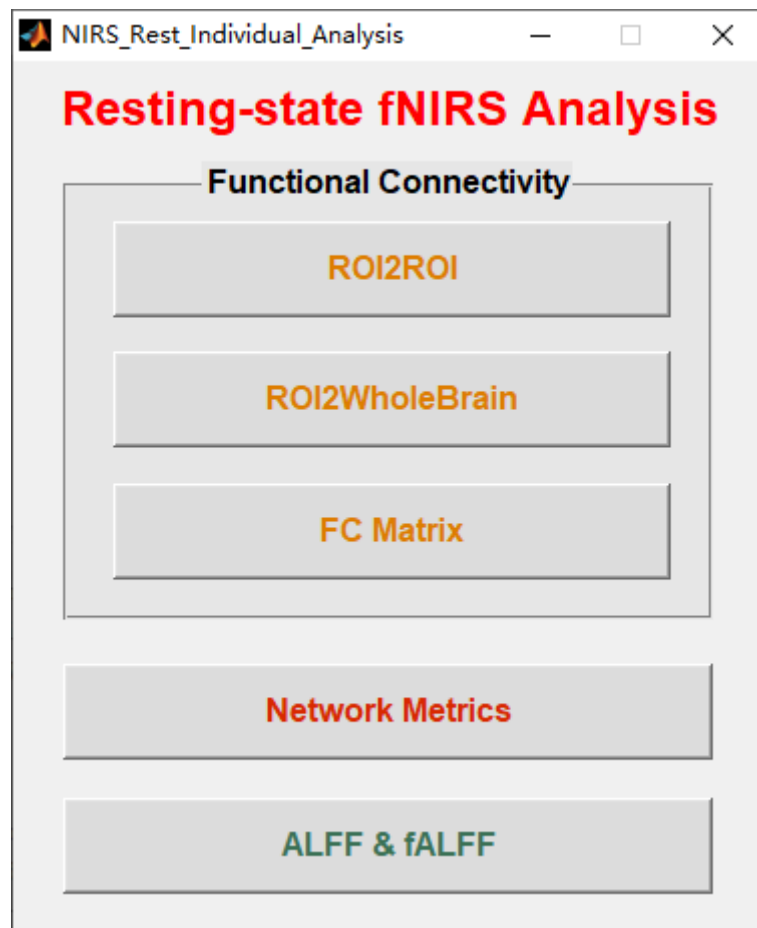 NIRS_Rest_Individual_Analysis
Resting-state fNIRS Analysis
Functional Connectivity
ROI2ROI
ROI2WholeBrain
FC Matrix
Network Metrics
ALFF & fALFF